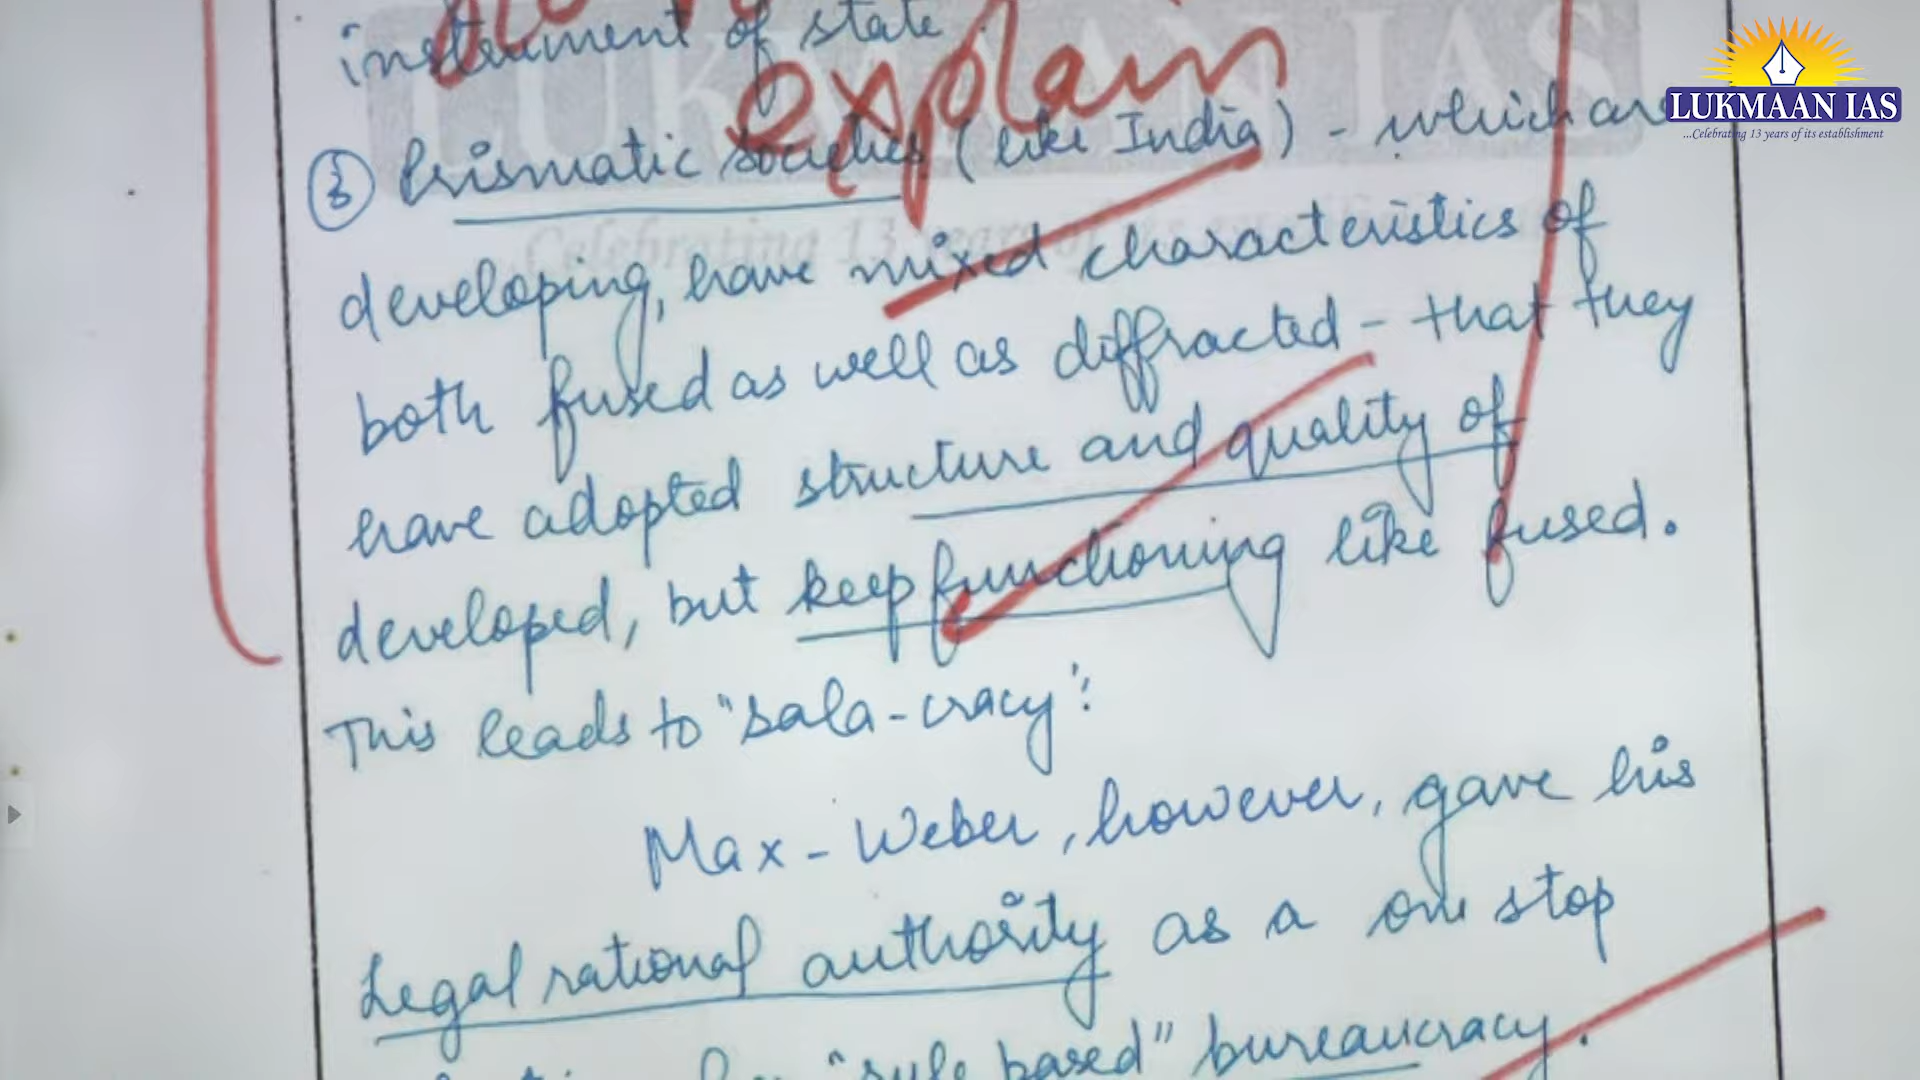 instrument of state
explain
LUKMAAN IAS
...Celebrating 13 years of its establishment
③ Prismatic societies (like India) - which are
developing, have mixed characteristics of
both fused as well as diffracted - that they
have adopted structure and quality of
developed, but keep functioning like fused.
This leads to "sala-cracy".
Max-Weber, however, gave his
Legal rational authority as a one stop
"rule based" bureaucracy.